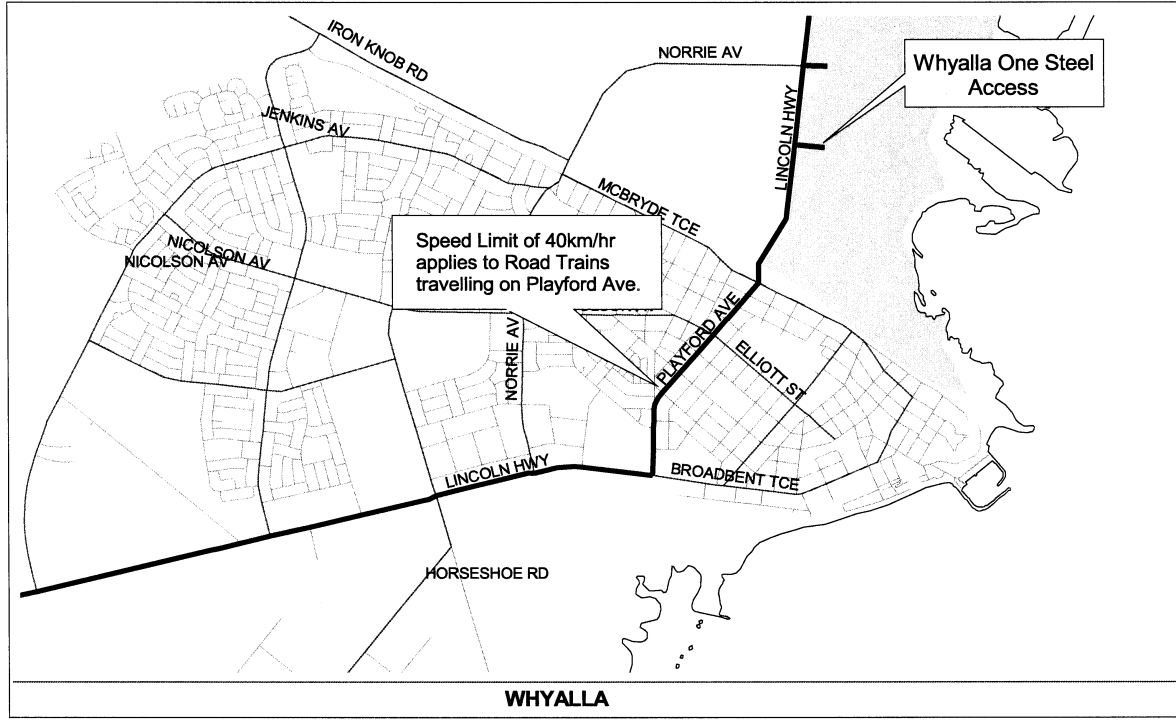 IRON KNOB RD
NORRIE AV
Whyalla One Steel
Access
JENKINS AV
LINCOLN HWY
MCBRYDE TCE
Speed Limit of 40km/hr
applies to Road Trains
travelling on Playford Ave.
NICOLSON AV
NICOLSON AV
PLAYFORD AVE
NORRIE AV
ELLIOTT ST
LINCOLN HWY
BROADBENT TCE
HORSESHOE RD
WHYALLA